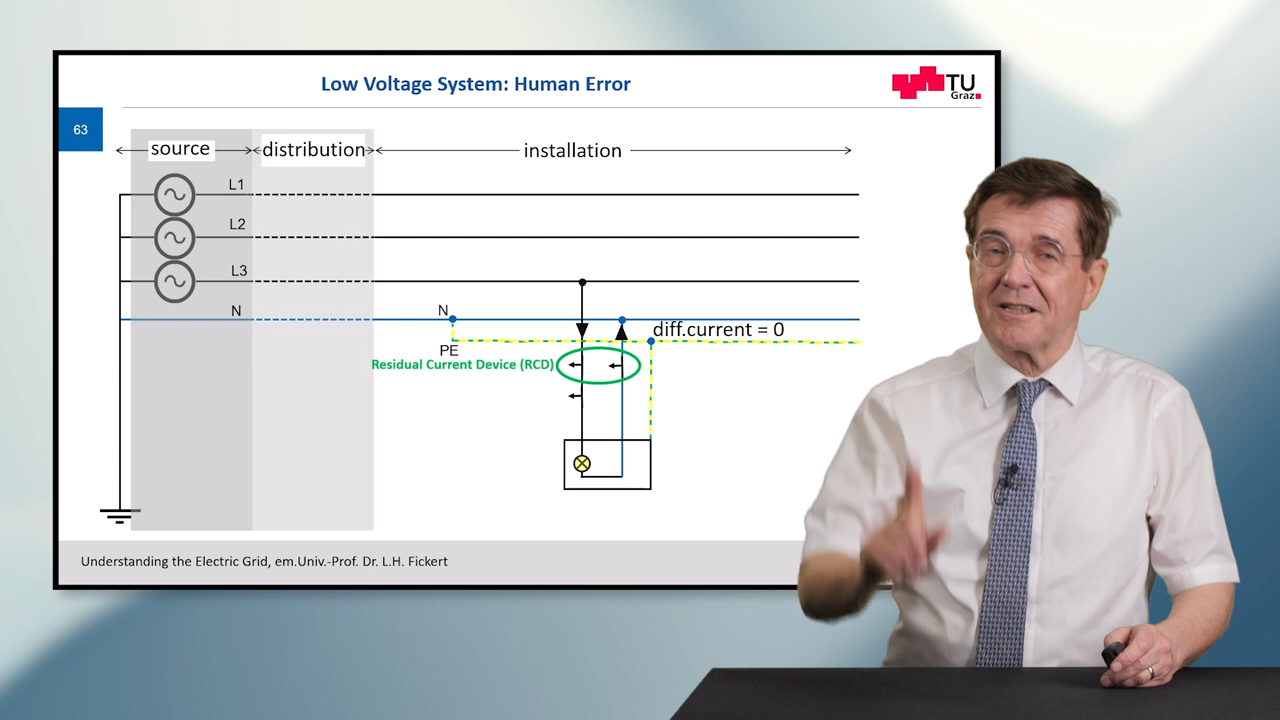 Low Voltage System: Human Error
TU
Graz
63
source
distribution
installation
L1
L2
L3
N
N
diff.current = 0
PE
Residual Current Device (RCD)
Understanding the Electric Grid, em.Univ.-Prof. Dr. L.H. Fickert